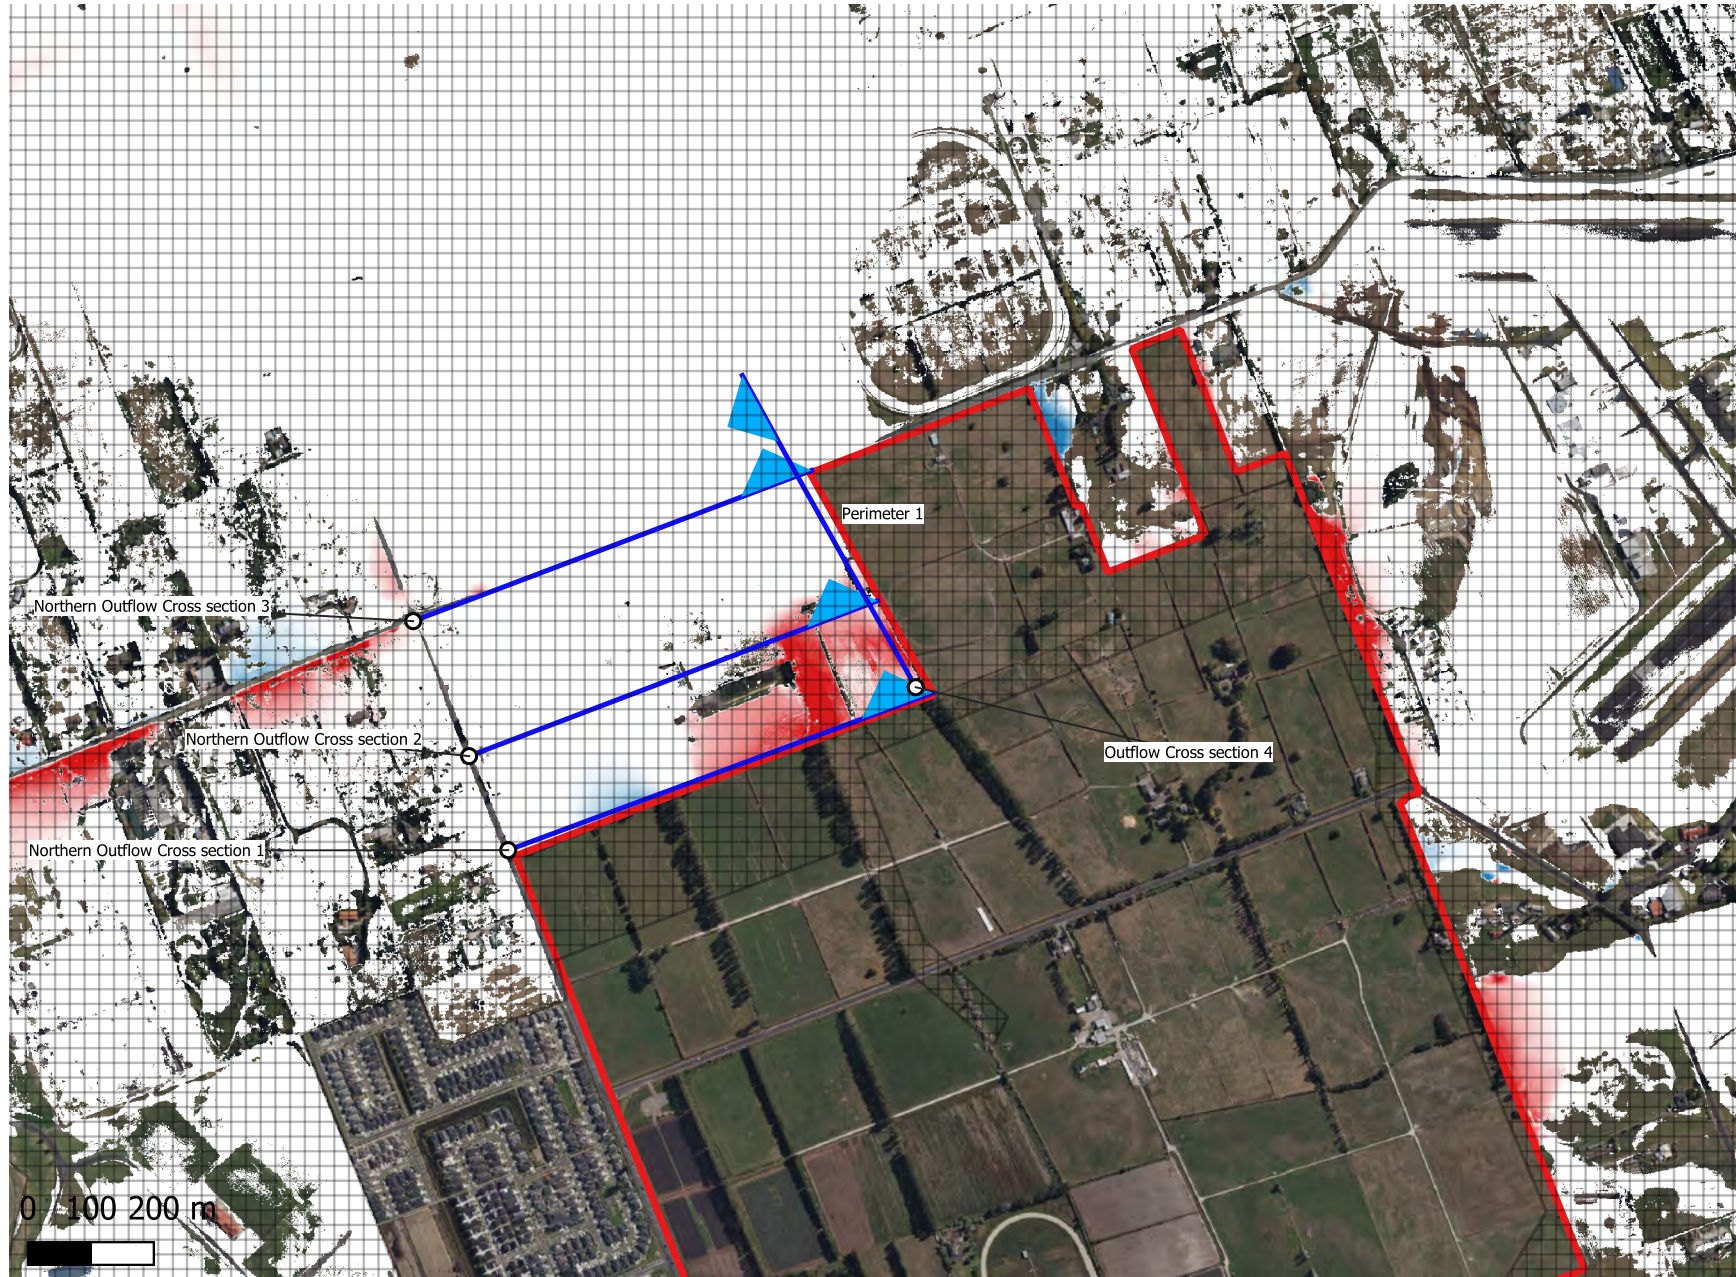 Perimeter 1
Northern Outflow Cross section 3
Northern Outflow Cross section 2
Outflow Cross section 4
Northern Outflow Cross section 1
0 100 200 m